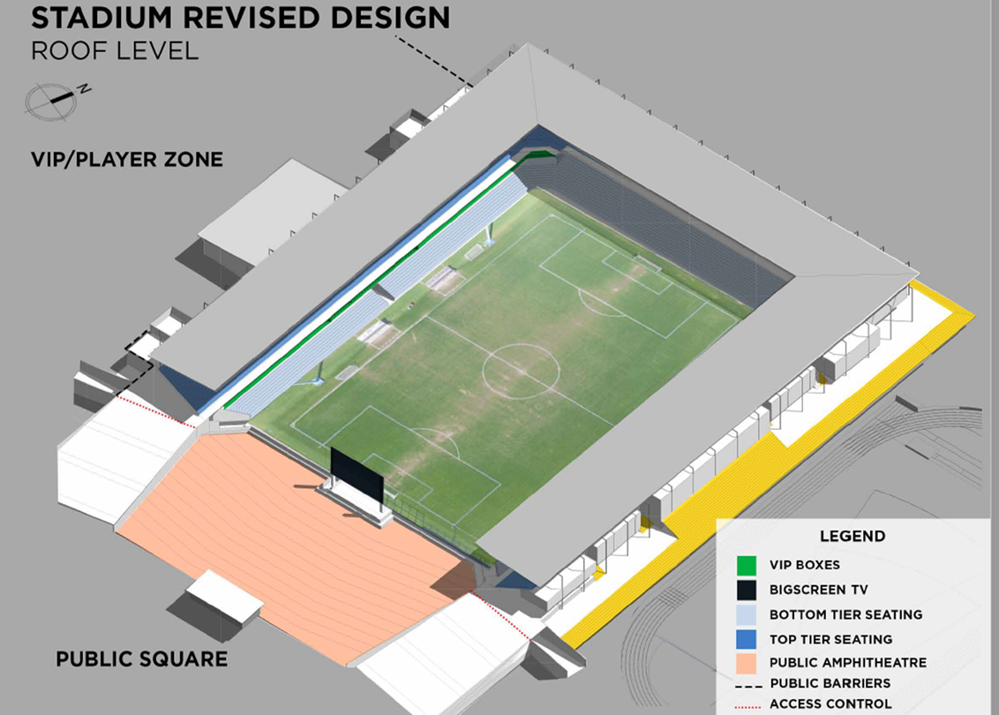 STADIUM REVISED DESIGN
ROOF LEVEL
N
VIP/PLAYER ZONE
PUBLIC SQUARE
LEGEND
VIP BOXES
BIGSCREEN TV
BOTTOM TIER SEATING
TOP TIER SEATING
PUBLIC AMPHITHEATRE
PUBLIC BARRIERS
ACCESS CONTROL